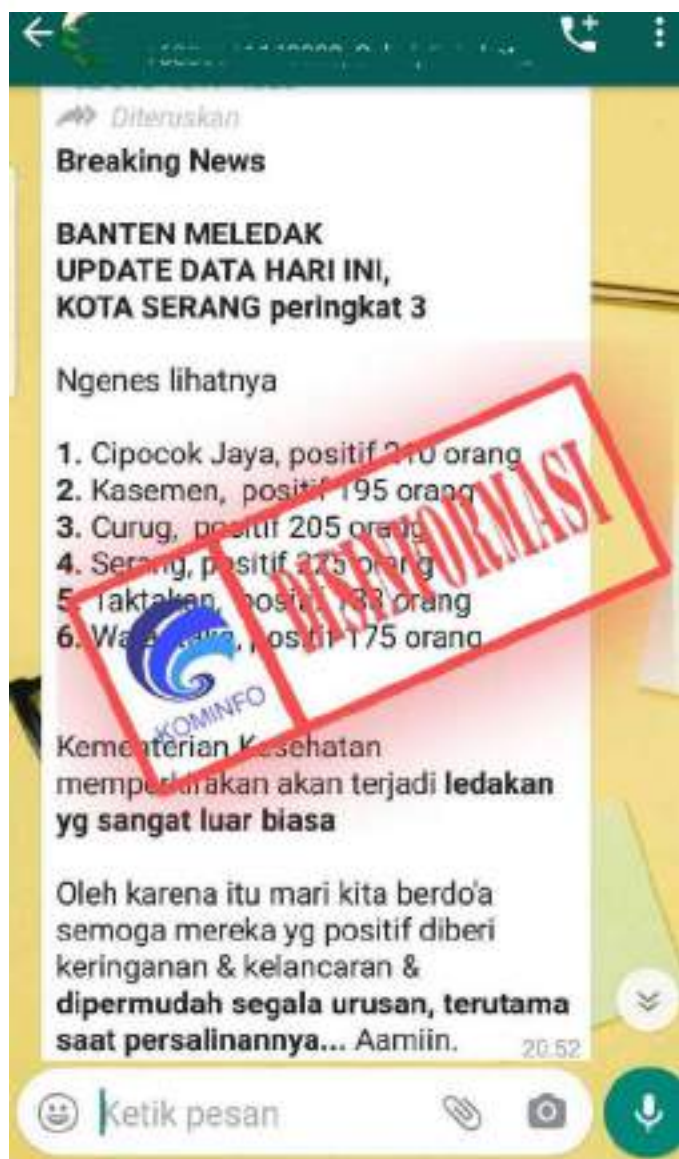 Diteruskan
Breaking News
BANTEN MELEDAK
UPDATE DATA HARI INI,
KOTA SERANG peringkat 3
Ngenes lihatnya
1. Cipocok Jaya, positif 210 orang
2. Kasemen, positif 195 orang
3. Curug, positif 205 orang
4. Serang, positif 225 orang
5. Taktakan, positif orang
6. positif 175 orang
KOMINFO
DISINFORMASI
Kementerian Kesehatan
memperkirakan akan terjadi ledakan
yg sangat luar biasa
Oleh karena itu mari kita berdo'a
semoga mereka yg positif diberi
keringanan & kelancaran &
dipermudah segala urusan, terutama
saat persalinannya... Aamiin.
20.52
Ketik pesan